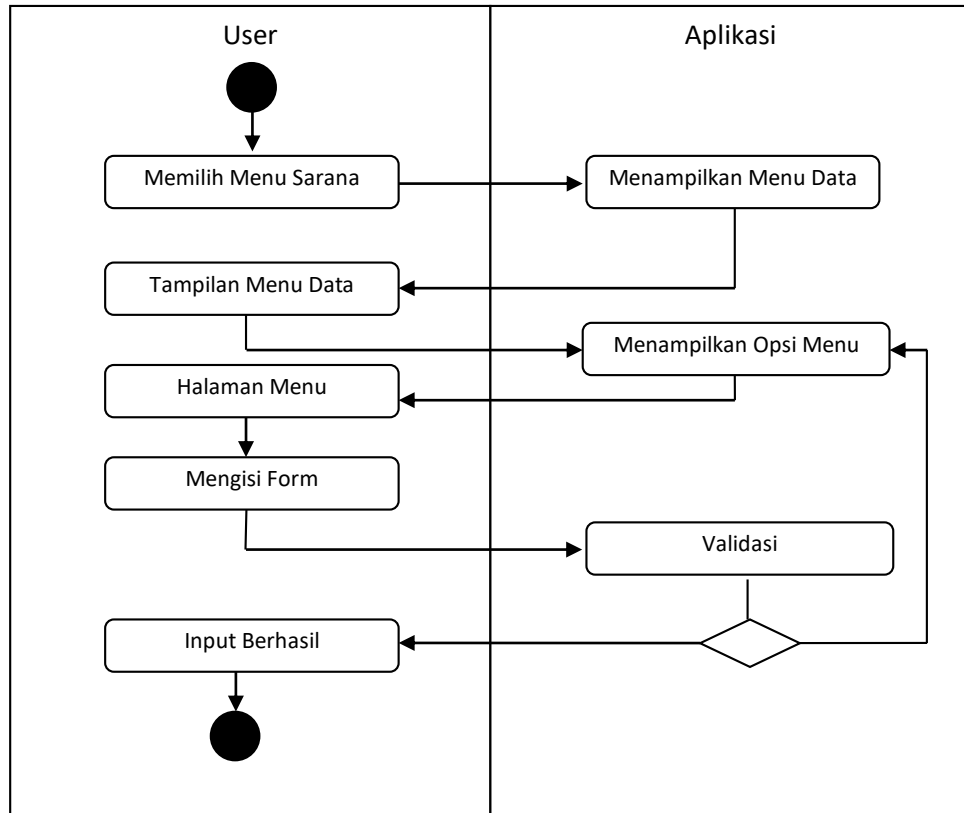 User
Aplikasi
Memilih Menu Sarana
Menampilkan Menu Data
Tampilan Menu Data
Menampilkan Opsi Menu
Halaman Menu
Mengisi Form
Validasi
Input Berhasil